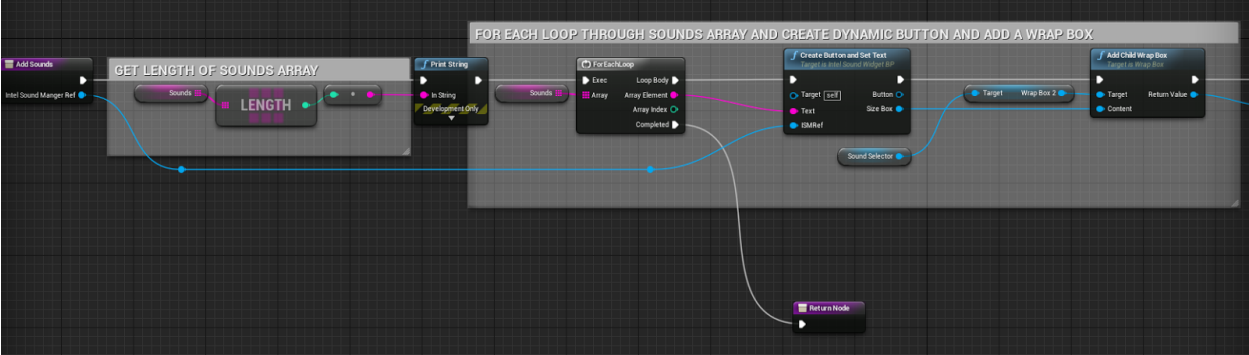 FOR EACH LOOP THROUGH SOUNDS ARRAY AND CREATE DYNAMIC BUTTON AND ADD A WRAP BOX
Add Sounds
Intel Sound Manger Ref
GET LENGTH OF SOUNDS ARRAY
Sounds
LENGTH
Print String
In String
Development Only
Sounds
ForEachLoop
Exec
Loop Body
Array
Array Element
Array Index
Completed
Create Button and Set Text
Target is Intel Sound Widget BP
Target self
Button
Text
Size Box
ISMRef
Sound Selector
Target Wrap Box 2
Add Child Wrap Box
Target is Wrap Box
Target
Return Value
Content
Return Node